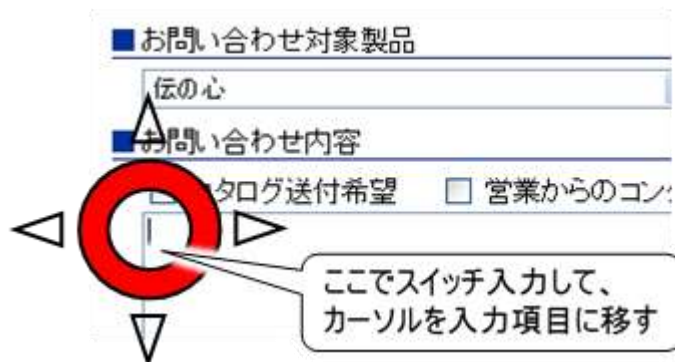 ■お問い合わせ対象製品
伝の心
■お問い合わせ内容
カタログ送付希望 □ 営業からのコン
ここでスイッチ入力して、
カーソルを入力項目に移す